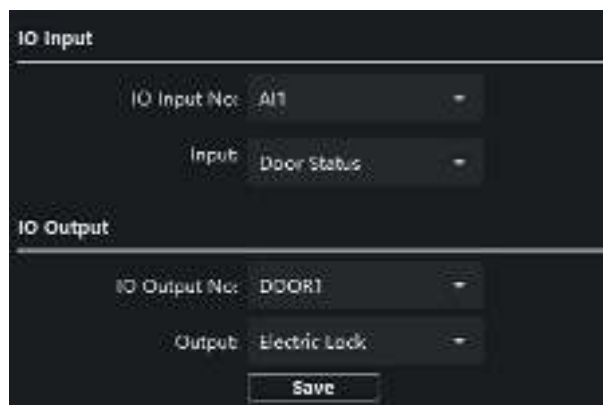 IO Input
IO Input No: AI1
Input: Door Status
IO Output
IO Output No: DOOR1
Output: Electric Lock
Save